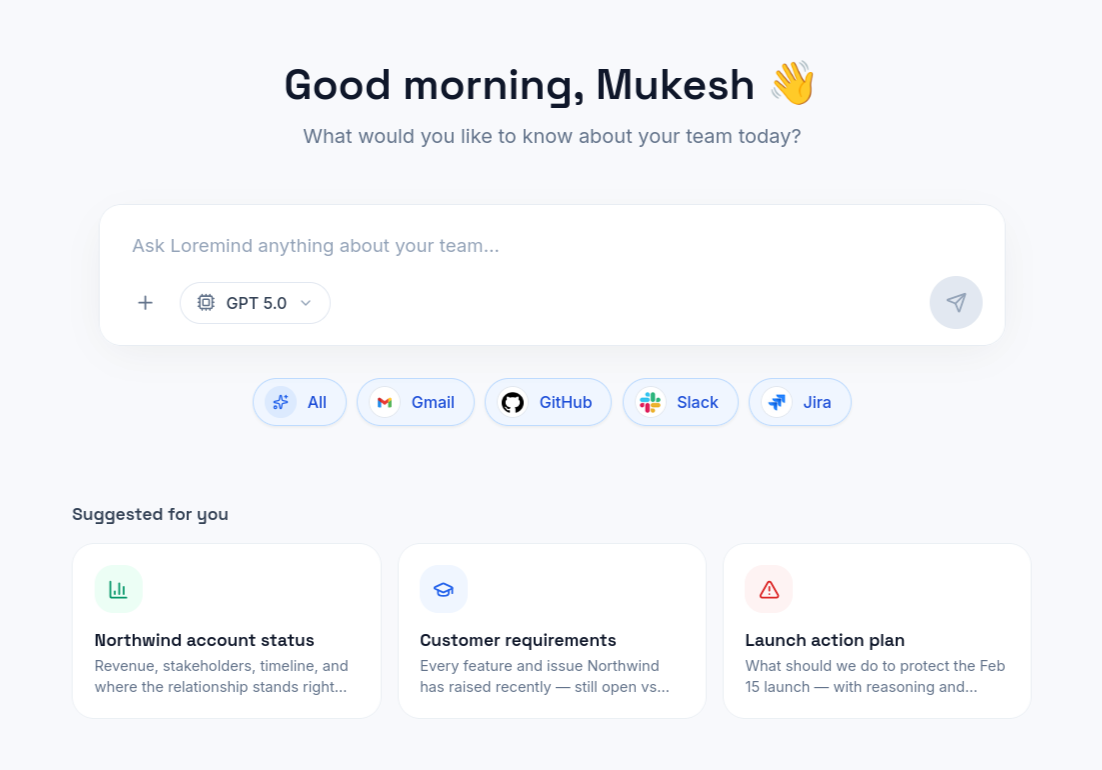 Good morning, Mukesh 👋
What would you like to know about your team today?
Ask Loremind anything about your team...
GPT 5.0
All
Gmail
GitHub
Slack
Jira
Suggested for you
Northwind account status
Revenue, stakeholders, timeline, and
where the relationship stands right...
Customer requirements
Every feature and issue Northwind
has raised recently — still open vs...
Launch action plan
What should we do to protect the Feb
15 launch — with reasoning and...